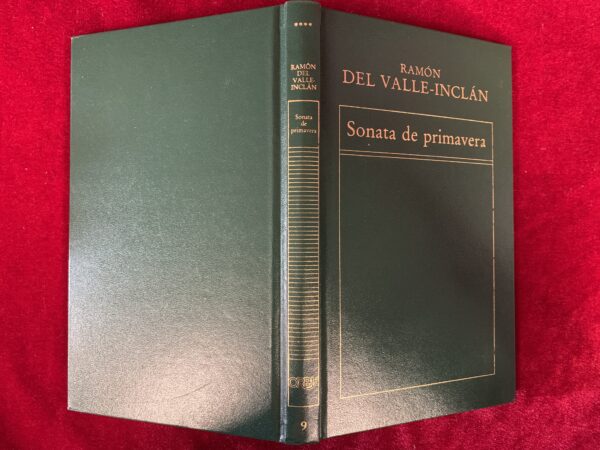 ****
RAMÓN
DEL
VALLE-
INCLÁN
Sonata
de
primavera
9
RAMÓN
DEL VALLE-INCLÁN
Sonata de primavera